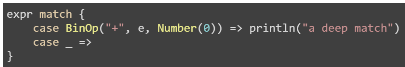 expr match {
    case BinOp("+", e, Number(0)) => println("a deep match")
    case _ =>
}